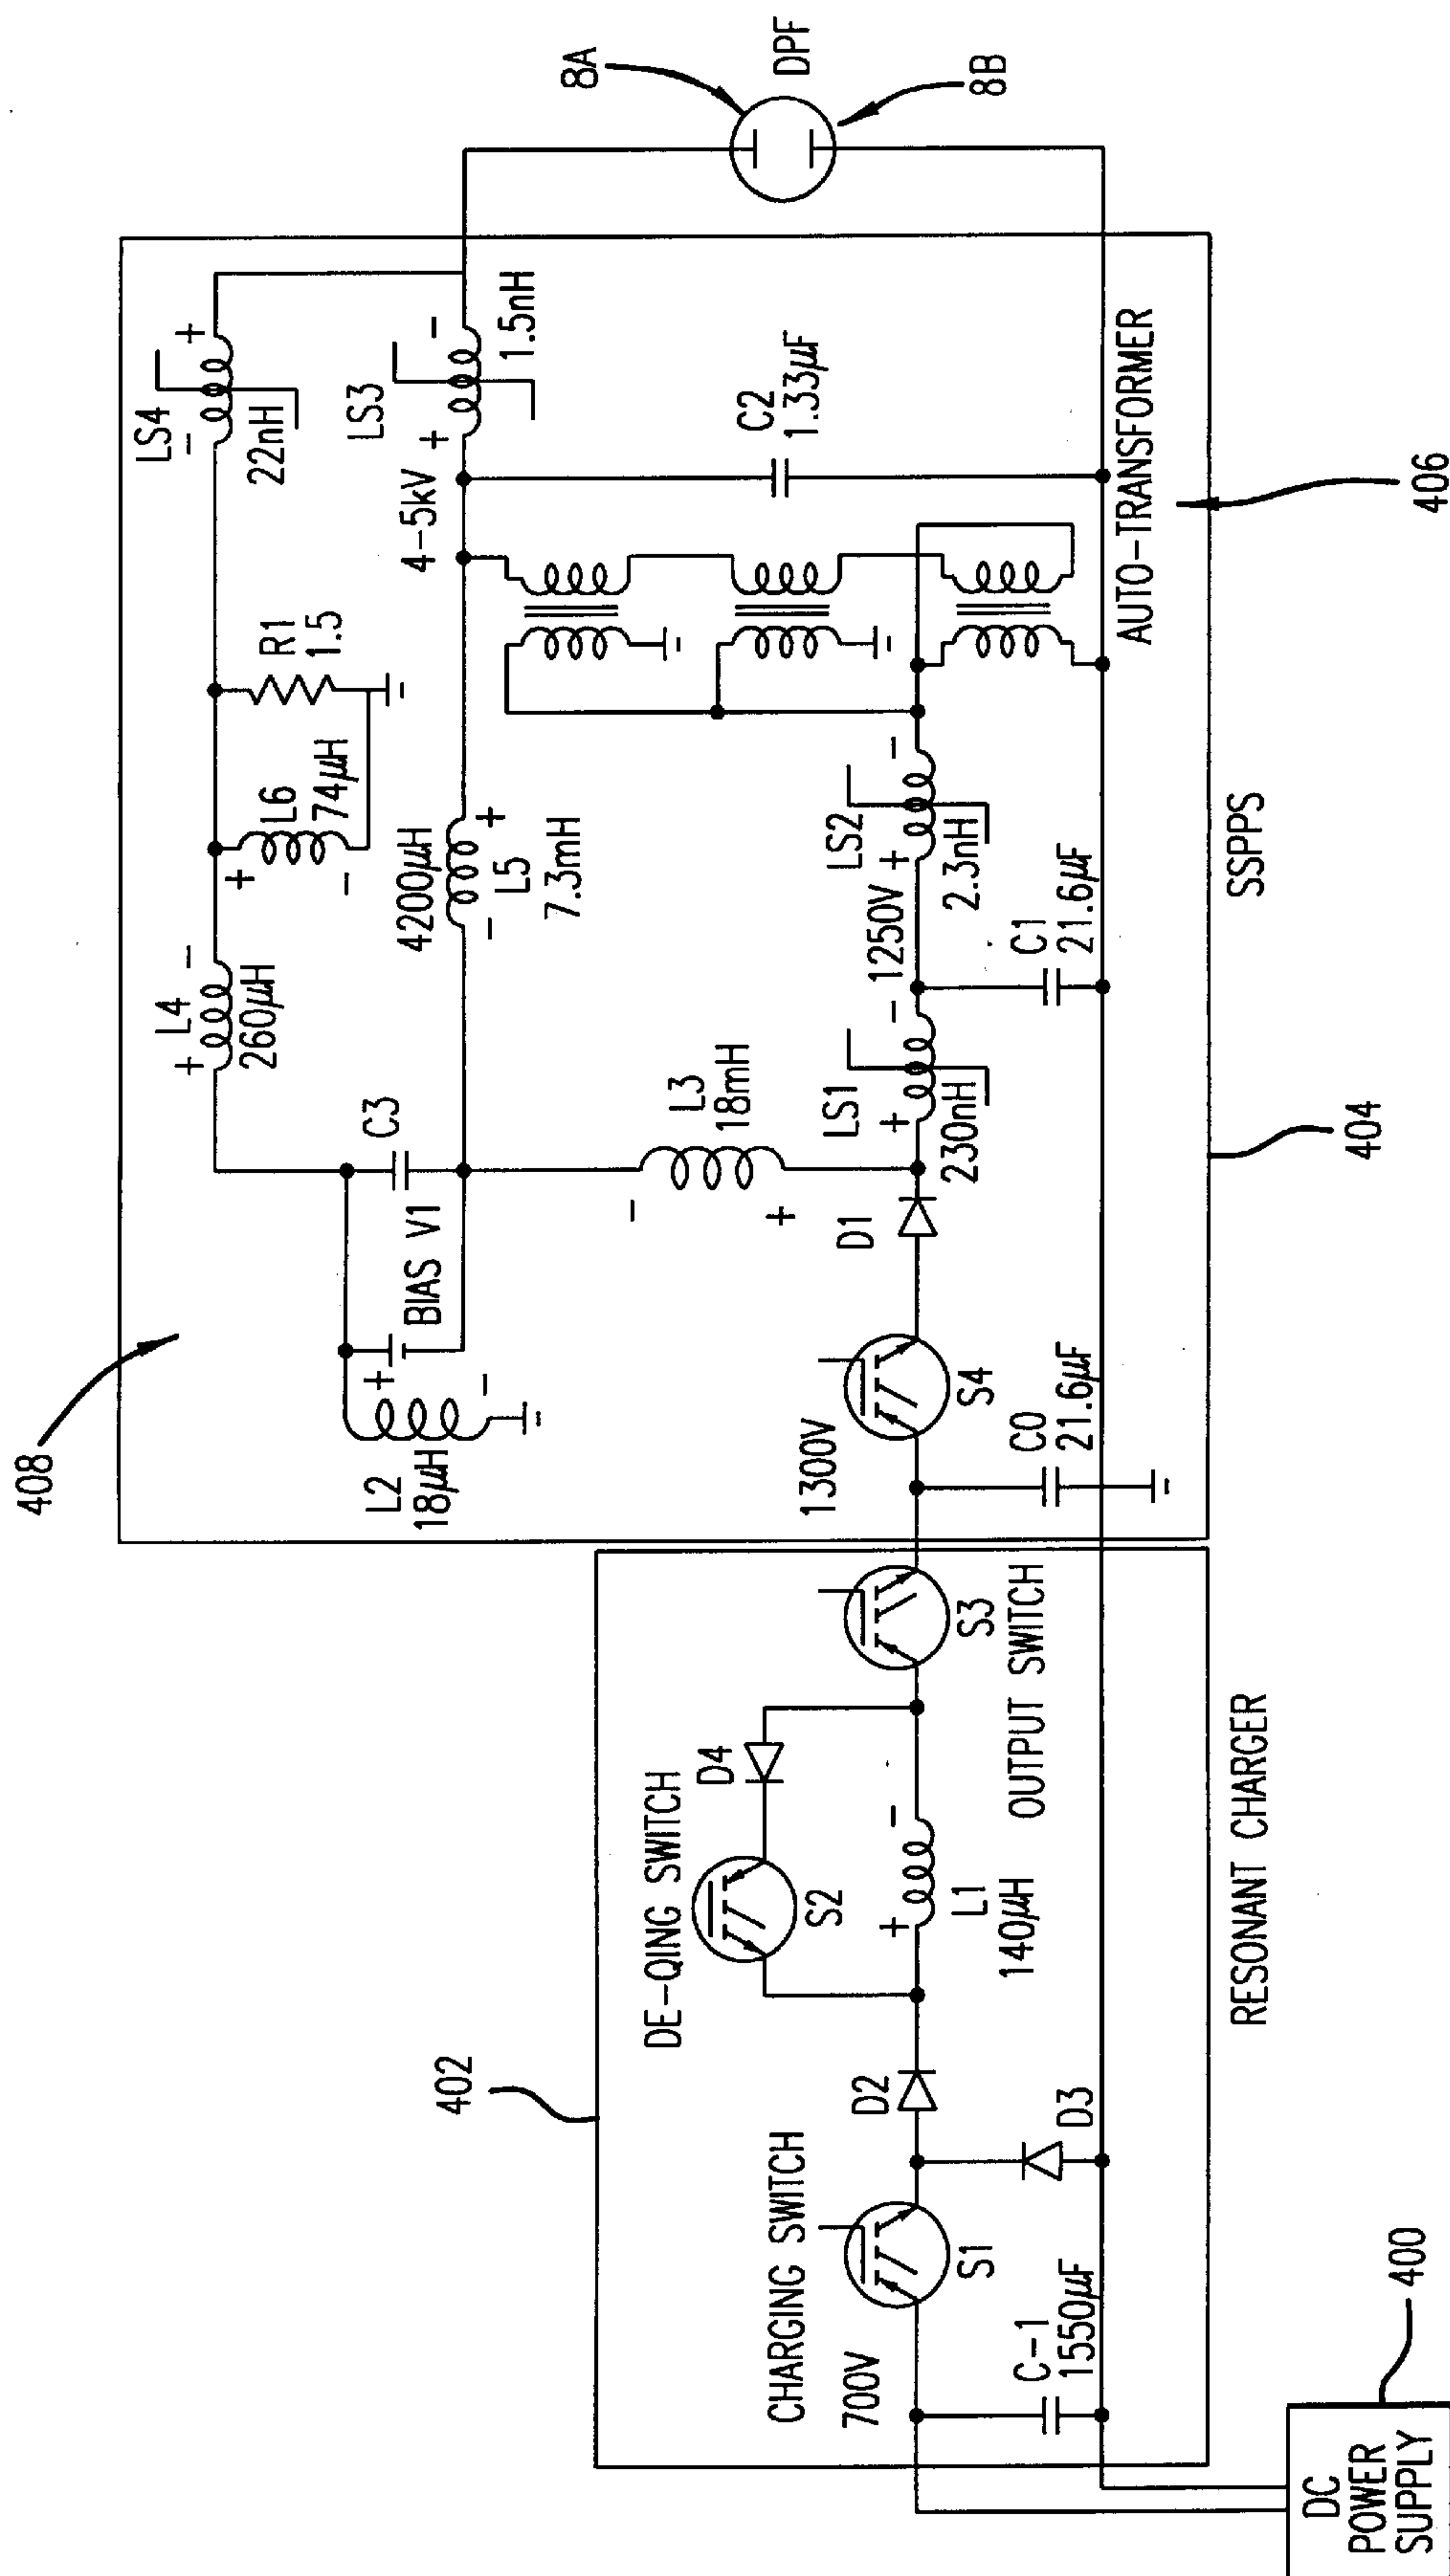 408
L2
18μH
BIAS V1
C3
L4
260μH
L6
74μH
R1
1.5
LS4
22nH
4200μH
L5
7.3mH
4-5kV
LS3
1.5nH
C2
1.33μF
L3
18mH
1300V
S4
D1
LS1
230nH
1250V
LS2
2.3nH
C0
21.6μF
C1
21.6μF
AUTO-TRANSFORMER
406
404
SSPPS
8A
DPF
8B
402
DE-QING SWITCH
D4
S2
CHARGING SWITCH
700V
S1
D2
D3
L1
140μH
S3
OUTPUT SWITCH
C-1
1550μF
RESONANT CHARGER
DC
POWER
SUPPLY
400